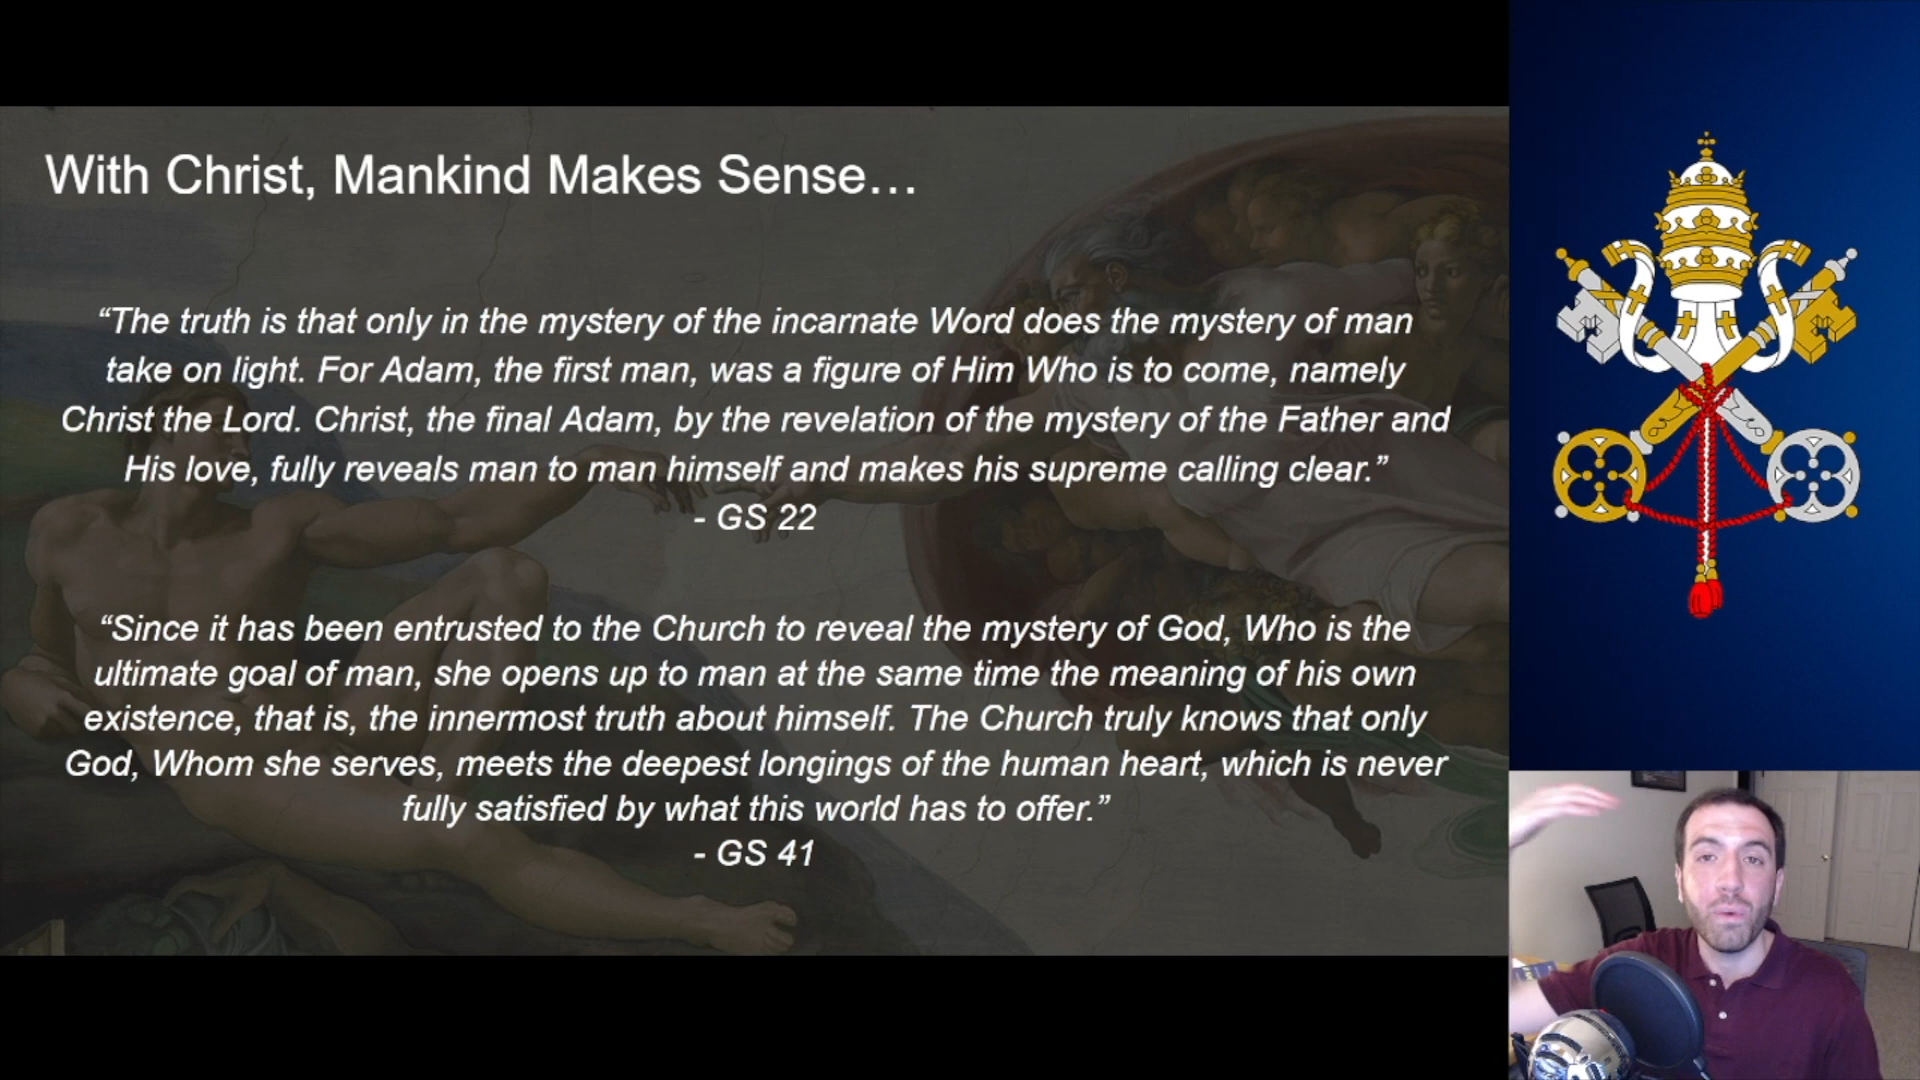 With Christ, Mankind Makes Sense…
“The truth is that only in the mystery of the incarnate Word does the mystery of man
take on light. For Adam, the first man, was a figure of Him Who is to come, namely
Christ the Lord. Christ, the final Adam, by the revelation of the mystery of the Father and
His love, fully reveals man to man himself and makes his supreme calling clear.”
- GS 22
“Since it has been entrusted to the Church to reveal the mystery of God, Who is the
ultimate goal of man, she opens up to man at the same time the meaning of his own
existence, that is, the innermost truth about himself. The Church truly knows that only
God, Whom she serves, meets the deepest longings of the human heart, which is never
fully satisfied by what this world has to offer.”
- GS 41